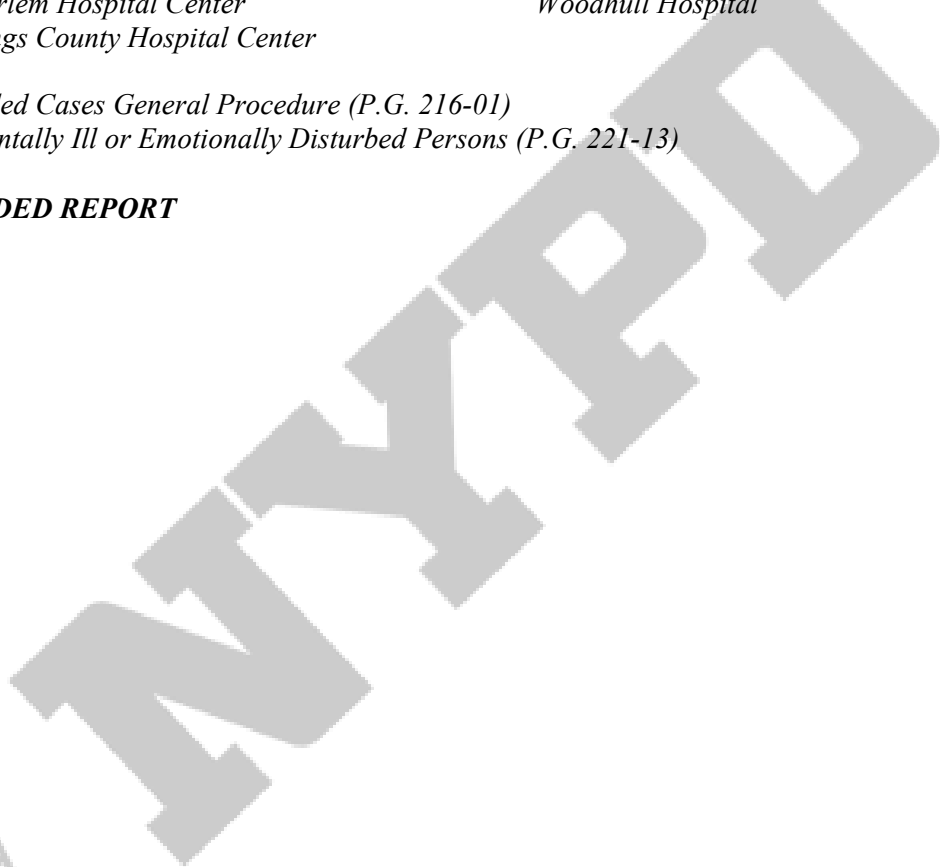 rlem Hospital Center Woodhull Hospital
ngs County Hospital Center
led Cases General Procedure (P.G. 216-01)
ntally Ill or Emotionally Disturbed Persons (P.G. 221-13)
DED REPORT
NYPD